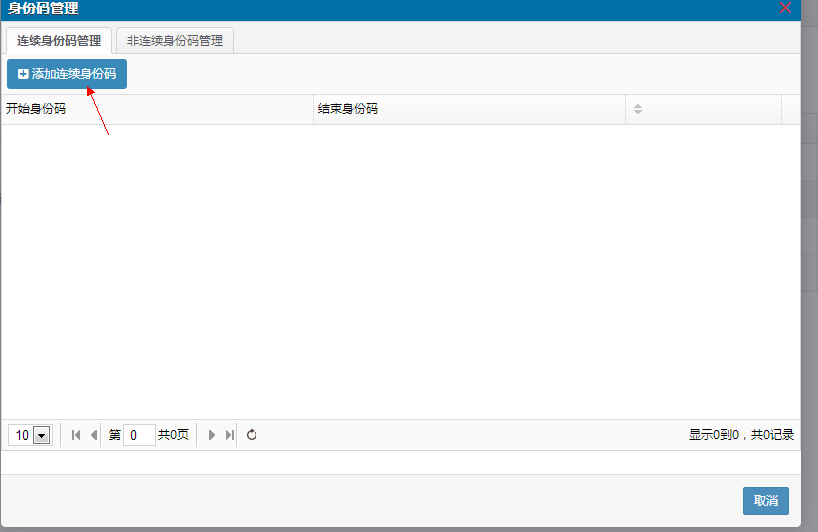 身份码管理
连续身份码管理 非连续身份码管理
添加连续身份码
开始身份码 结束身份码
10 第 0 共0页 显示0到0，共0记录
取消